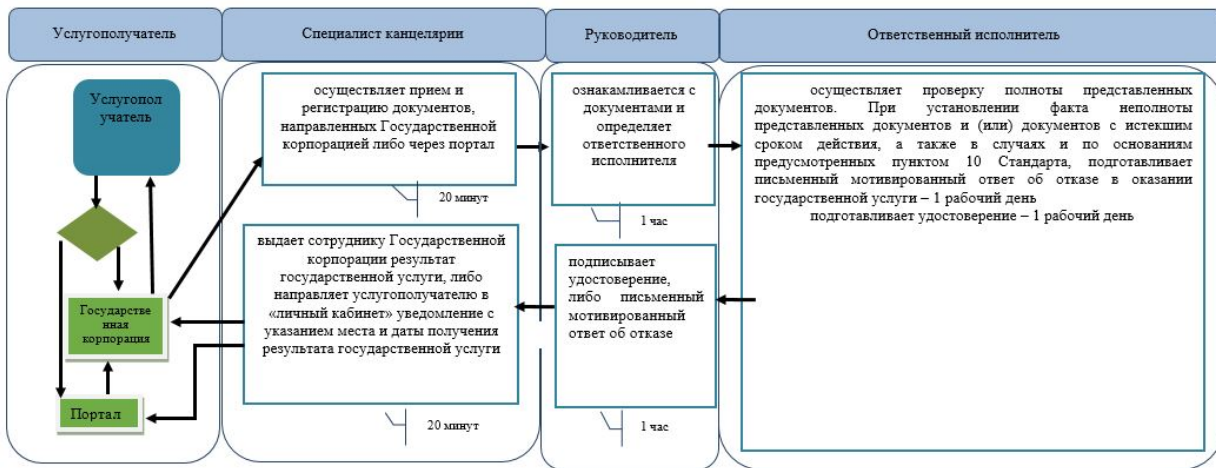 Услугополучатель
Специалист канцелярии
Руководитель
Ответственный исполнитель
Услугопол
учатель
Государстве
нная
корпорация
Портал
осуществляет прием и
регистрацию документов,
направленных Государственной
корпорацией либо через портал
20 минут
выдает сотруднику Государственной
корпорации результат
государственной услуги, либо
направляет услугополучателю в
«личный кабинет» уведомление с
указанием места и даты получения
результата государственной услуги
20 минут
ознакамливается с
документами и
определяет
ответственного
исполнителя
1 час
подписывает
удостоверение,
либо письменный
мотивированный
ответ об отказе
1 час
осуществляет проверку полноты представленных
документов. При установлении факта неполноты
представленных документов и (или) документов с истекшим
сроком действия, а также в случаях и по основаниям
предусмотренных пунктом 10 Стандарта, подготавливает
письменный мотивированный ответ об отказе в оказании
государственной услуги – 1 рабочий день
подготавливает удостоверение – 1 рабочий день